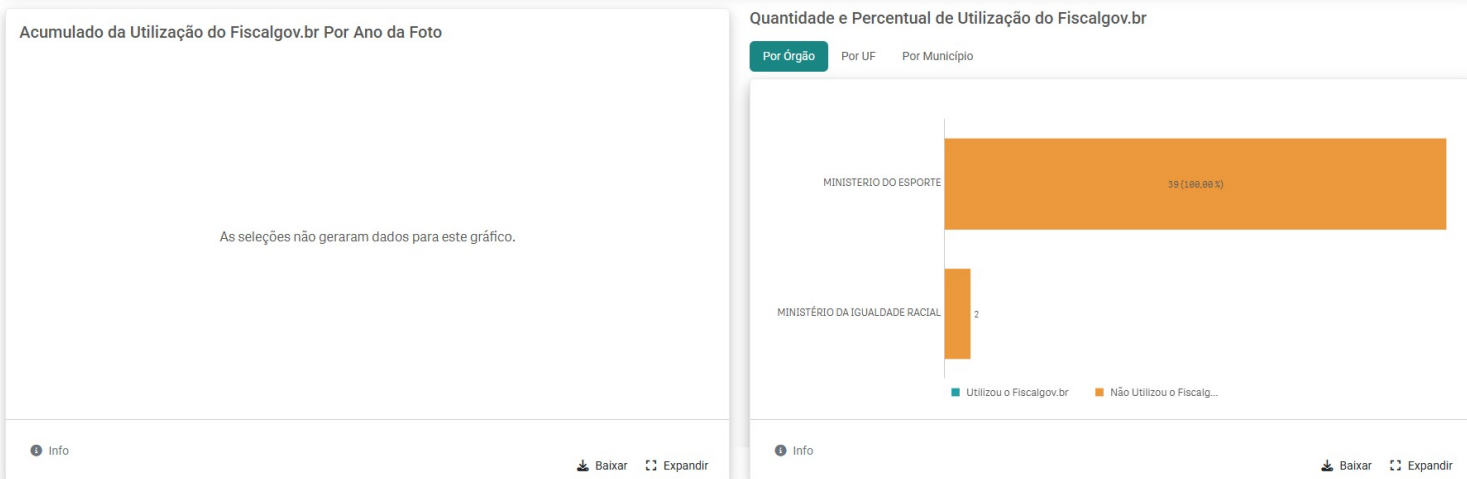 Acumulado da Utilização do Fiscalgov.br Por Ano da Foto
As seleções não geraram dados para este gráfico.
Info
Baixar
Expandir
Quantidade e Percentual de Utilização do Fiscalgov.br
Por Órgão
Por UF
Por Município
MINISTERIO DO ESPORTE
39 (100,00 %)
MINISTÉRIO DA IGUALDADE RACIAL
2
Utilizou o Fiscalgov.br
Não Utilizou o Fiscalg...
Info
Baixar
Expandir